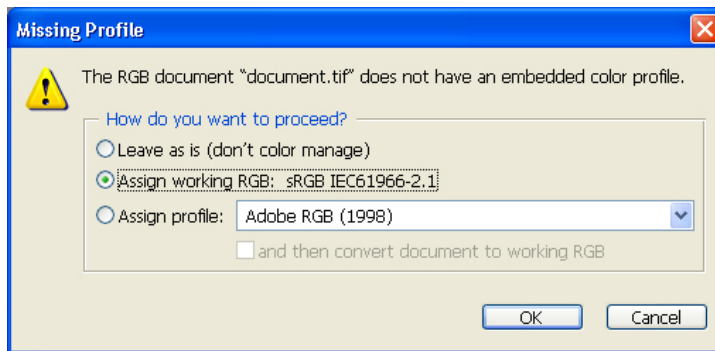 Missing Profile
The RGB document “document.tif” does not have an embedded color profile.
How do you want to proceed?
Leave as is (don’t color manage)
Assign working RGB: sRGB IEC61966-2.1
Assign profile: Adobe RGB (1998)
and then convert document to working RGB
OK Cancel